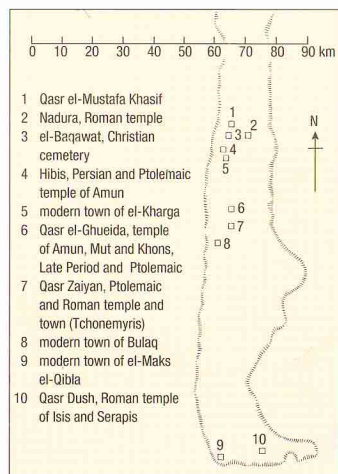 0 10 20 30 40 50 60 70 80 90 km
1 Qasr el-Mustafa Khasif
2 Nadura, Roman temple
3 el-Baqawat, Christian
cemetery
4 Hibis, Persian and Ptolemaic
temple of Amun
5 modern town of el-Kharga
6 Qasr el-Ghueida, temple
of Amun, Mut and Khons,
Late Period and Ptolemaic
7 Qasr Zaiyan, Ptolemaic
and Roman temple and
town (Tchonemyris)
8 modern town of Bulaq
9 modern town of el-Maks
el-Qibla
10 Qasr Dush, Roman temple
of Isis and Serapis
N
1
2
3
4
5
6
7
8
9
10